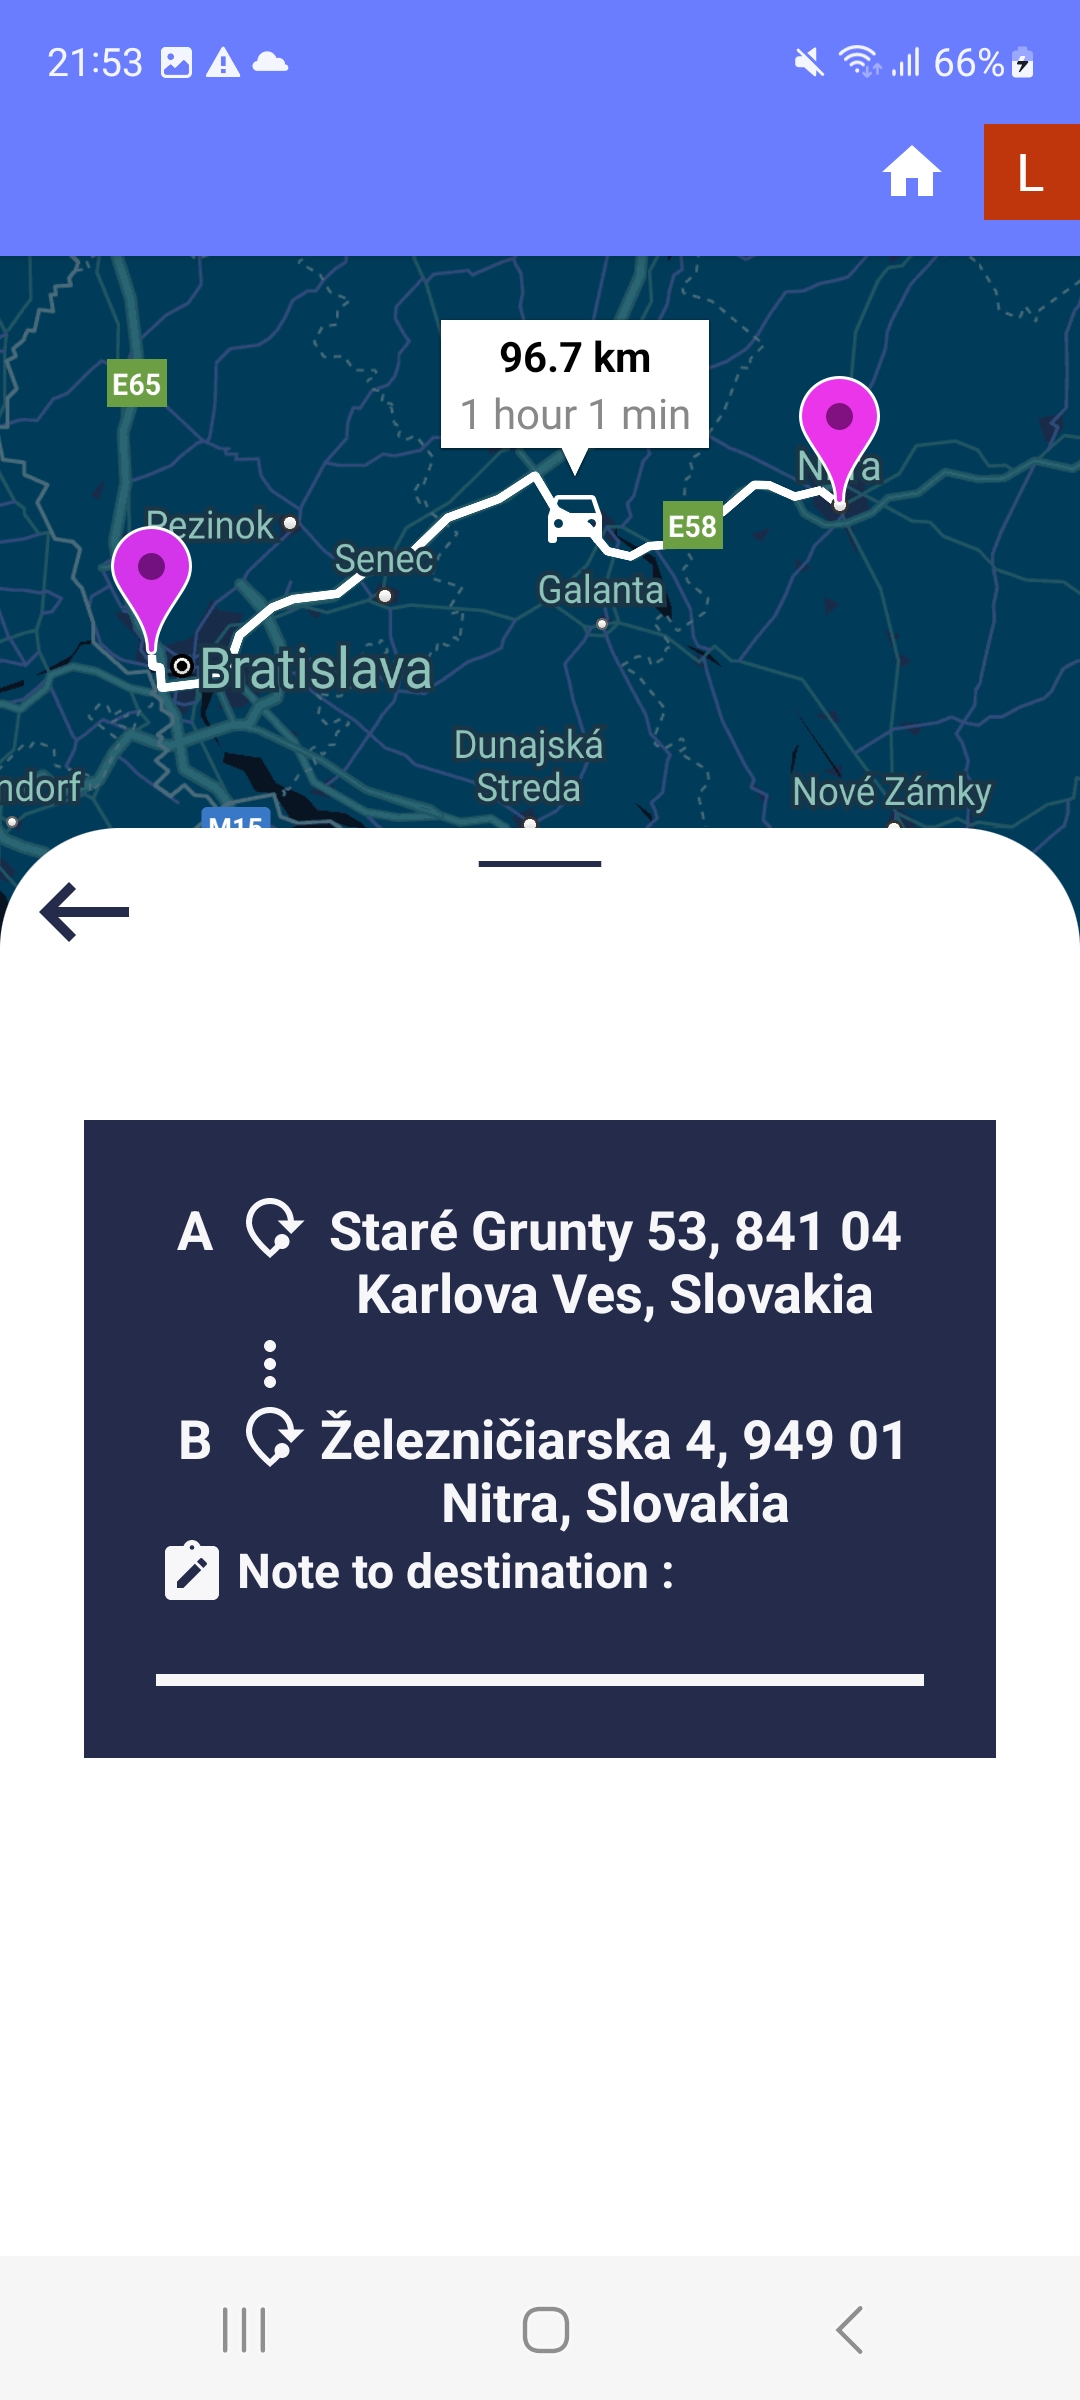 21:53
66%
L
E65
96.7 km
1 hour 1 min
Pezinok
Senec
E58
Galanta
Bratislava
Dunajská
Streda
ndorf
Nové Zámky
M15
A Staré Grunty 53, 841 04
Karlova Ves, Slovakia
B Železničiarska 4, 949 01
Nitra, Slovakia
Note to destination :